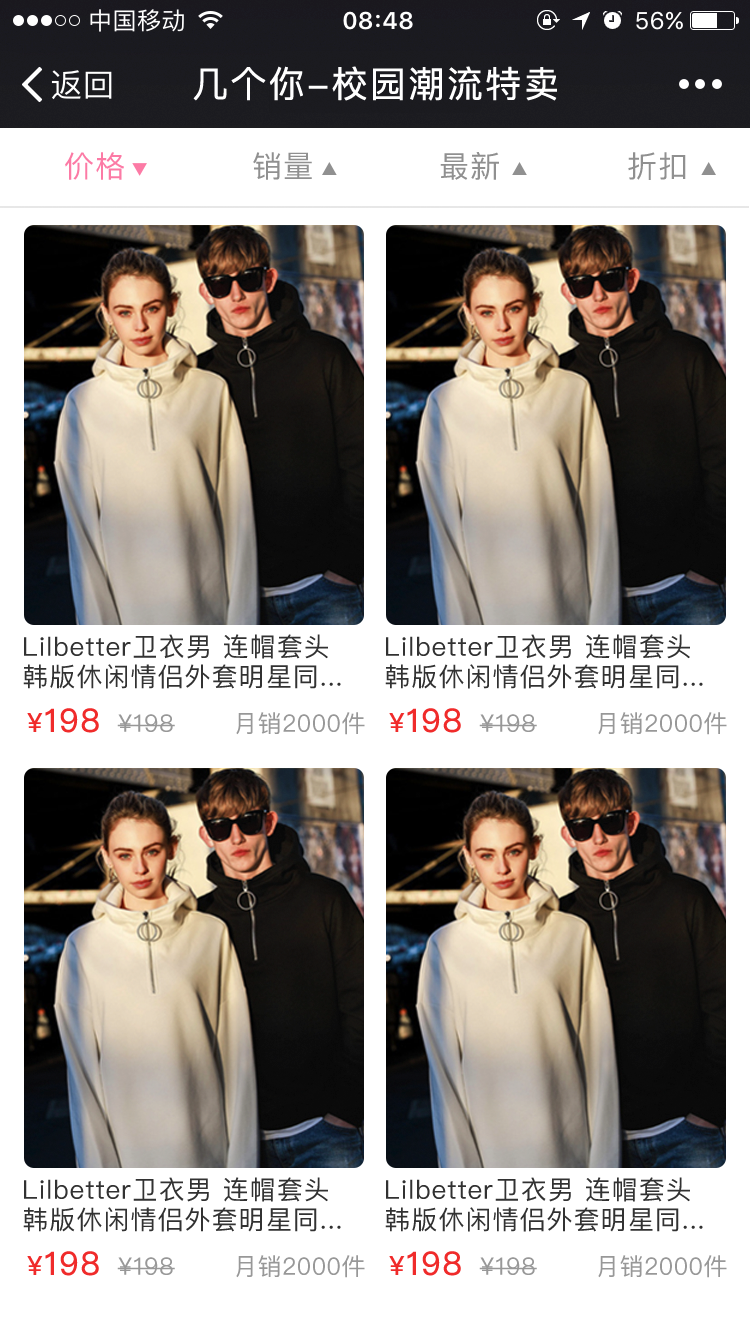 中国移动 08:48 56%
返回 几个你-校园潮流特卖
价格 销量 最新 折扣
Lilbetter卫衣男 连帽套头
韩版休闲情侣外套明星同...
¥198 ¥198 月销2000件
Lilbetter卫衣男 连帽套头
韩版休闲情侣外套明星同...
¥198 ¥198 月销2000件
Lilbetter卫衣男 连帽套头
韩版休闲情侣外套明星同...
¥198 ¥198 月销2000件
Lilbetter卫衣男 连帽套头
韩版休闲情侣外套明星同...
¥198 ¥198 月销2000件